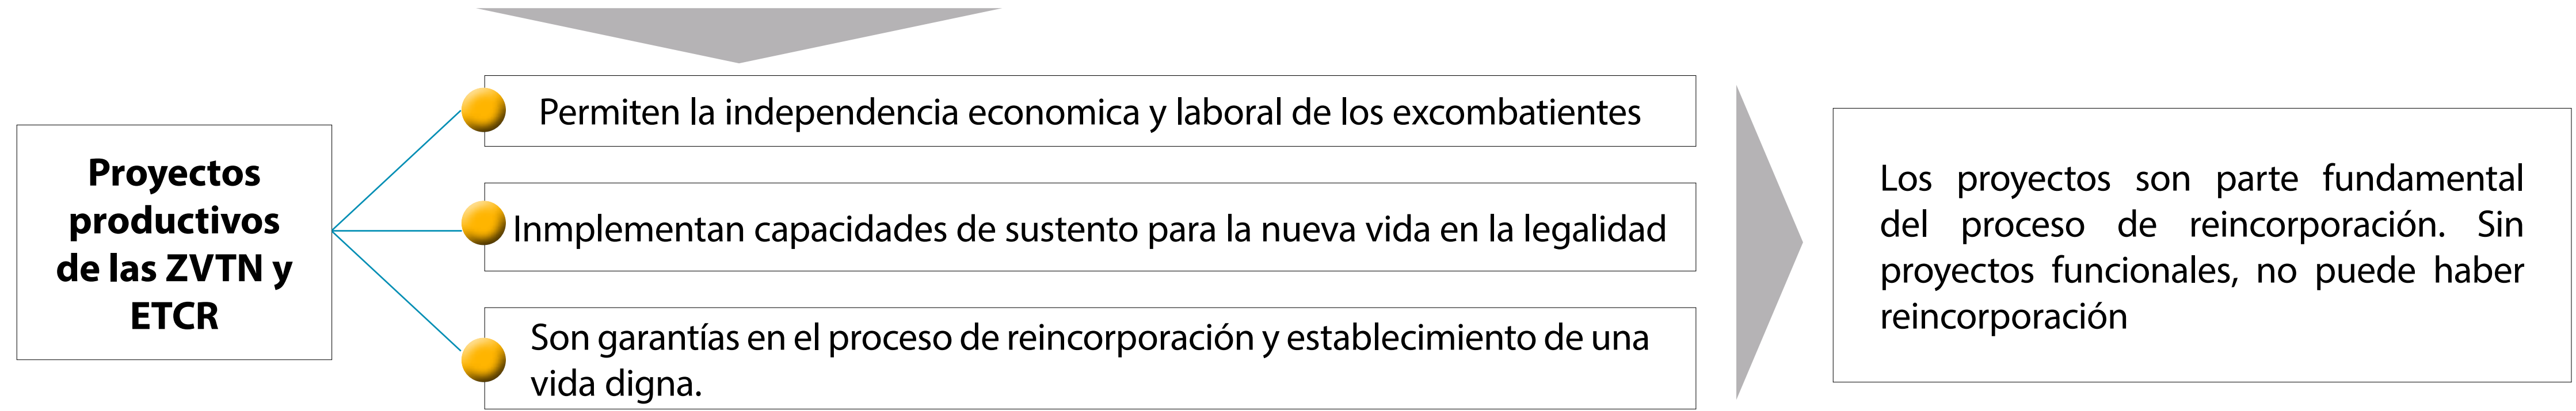 Proyectos
productivos
de las ZVTN y
ETCR
Permiten la independencia economica y laboral de los excombatientes
Inmplementan capacidades de sustento para la nueva vida en la legalidad
Son garantías en el proceso de reincorporación y establecimiento de una
vida digna.
Los proyectos son parte fundamental
del proceso de reincorporación. Sin
proyectos funcionales, no puede haber
reincorporación